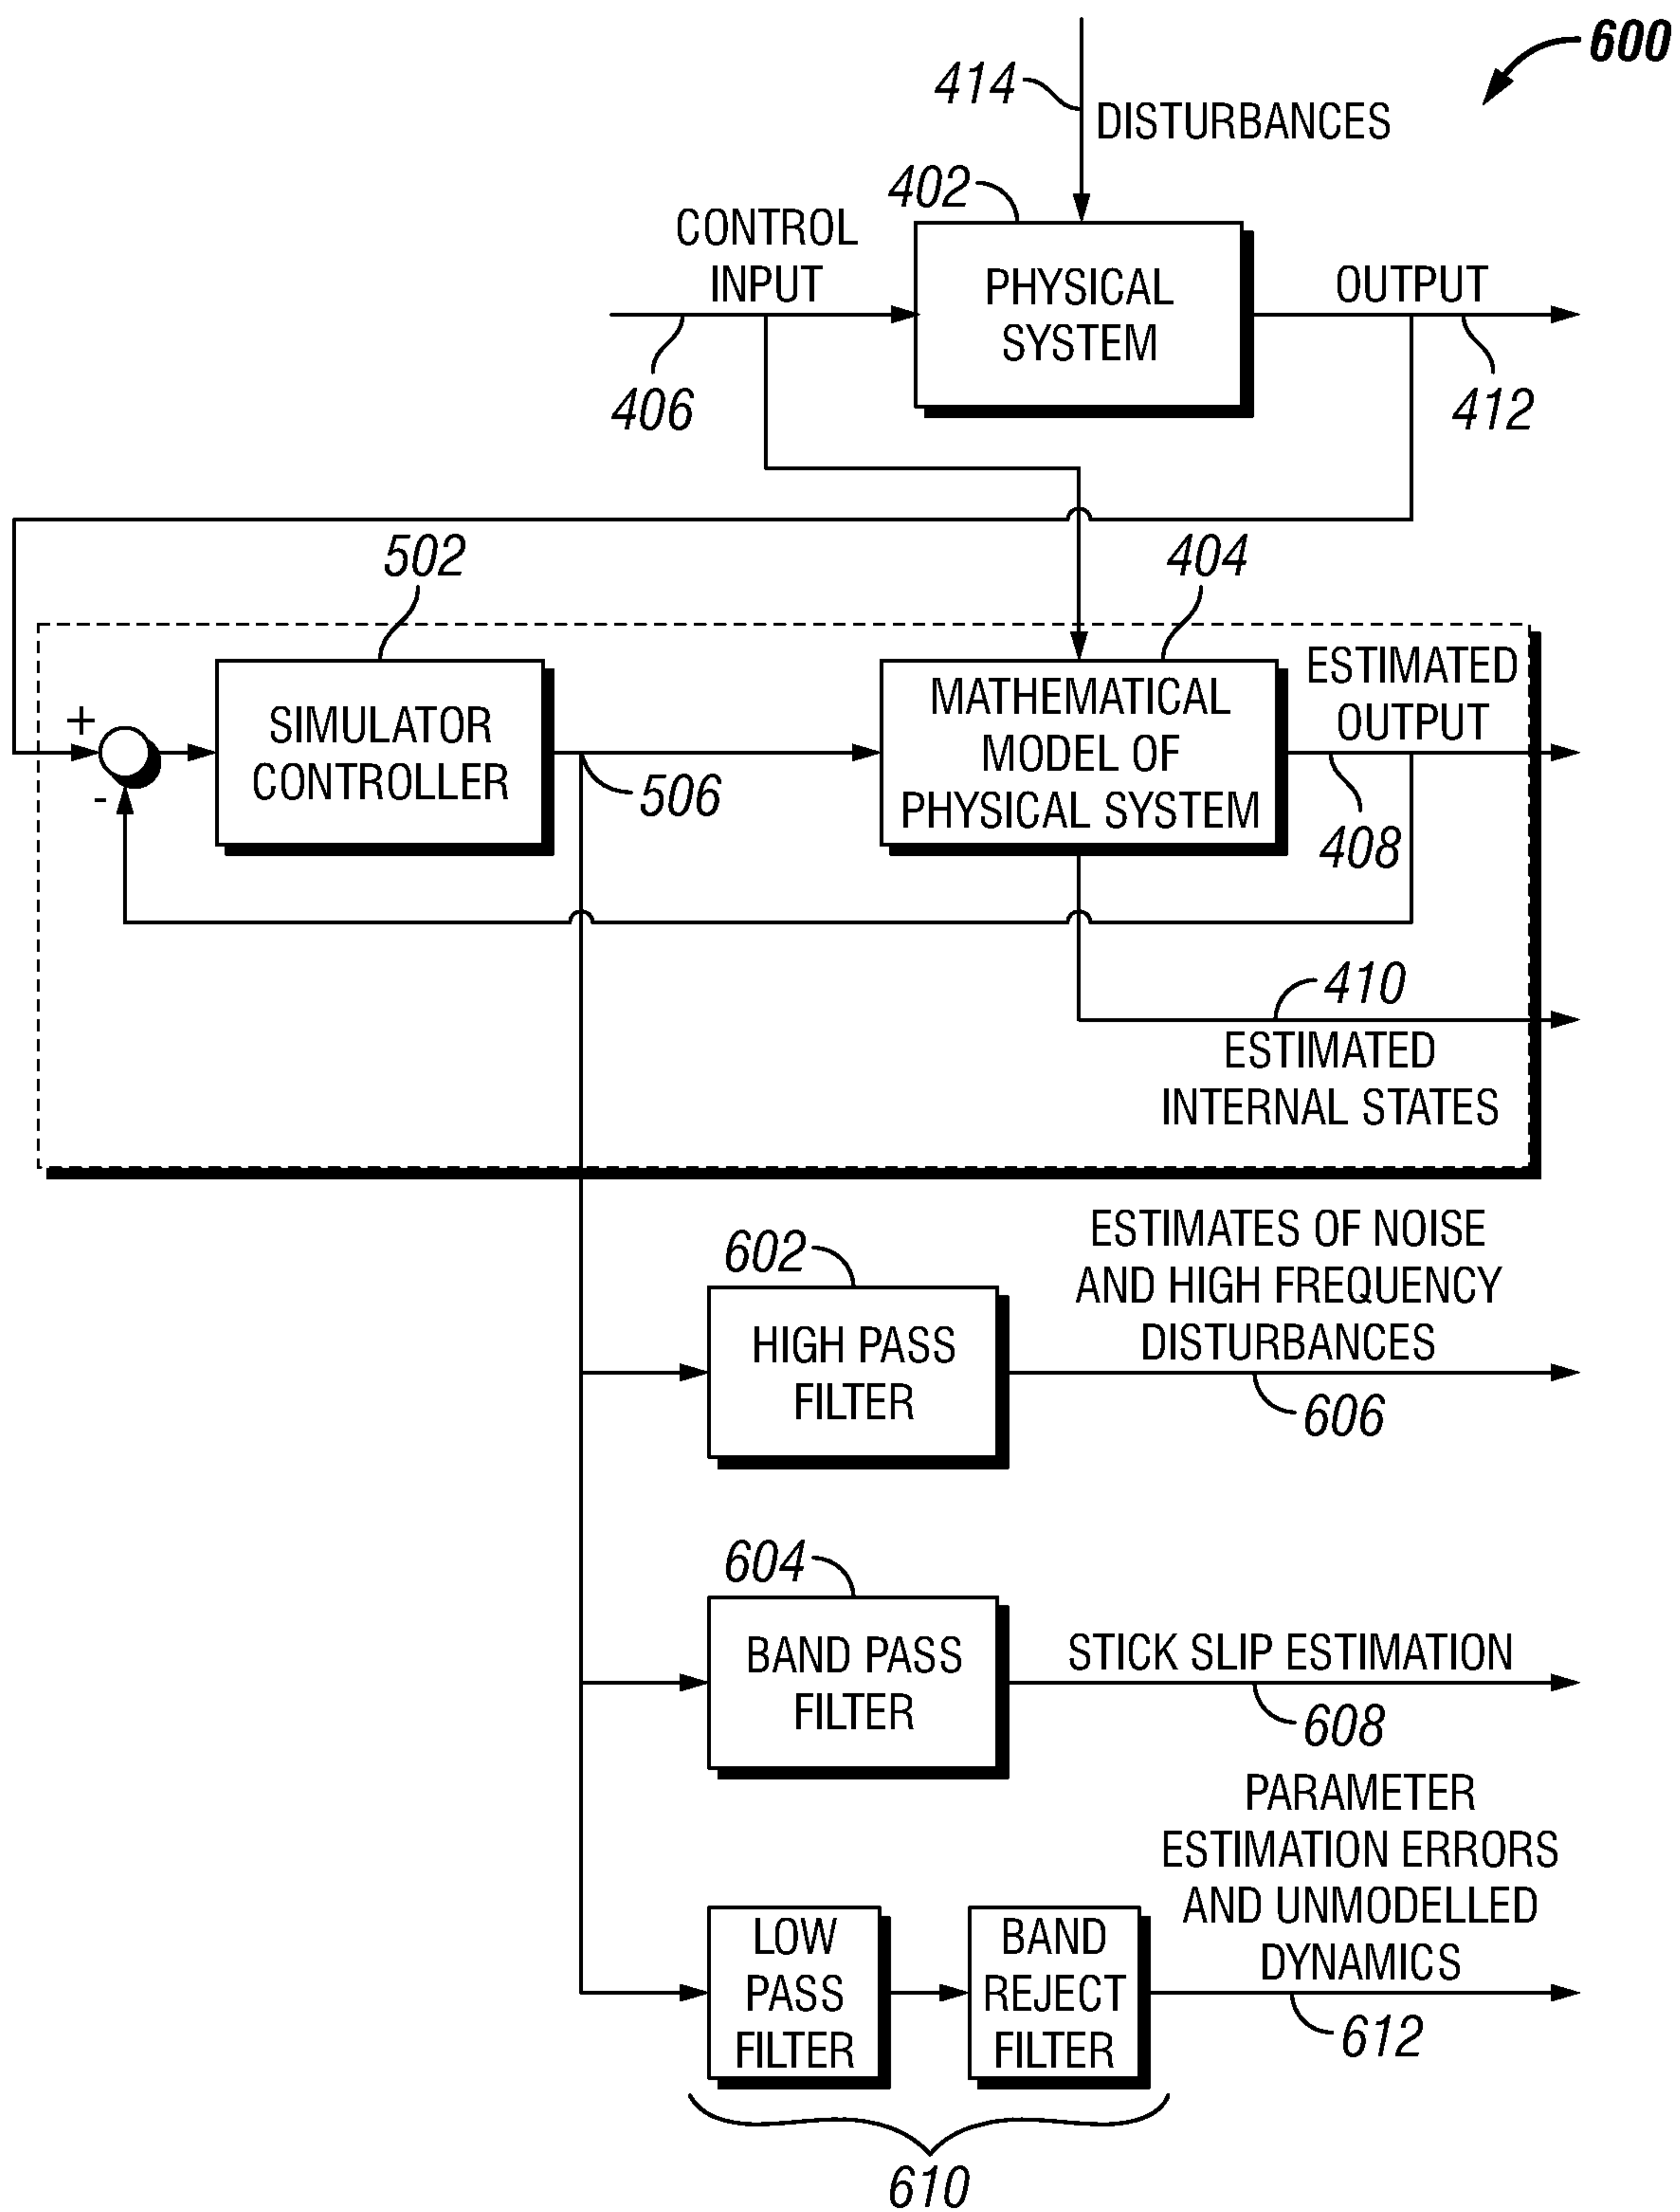 600
414
DISTURBANCES
402
CONTROL
INPUT
PHYSICAL
SYSTEM
OUTPUT
406
412
502
404
+
-
SIMULATOR
CONTROLLER
506
MATHEMATICAL
MODEL OF
PHYSICAL SYSTEM
ESTIMATED
OUTPUT
408
410
ESTIMATED
INTERNAL STATES
602
HIGH PASS
FILTER
ESTIMATES OF NOISE
AND HIGH FREQUENCY
DISTURBANCES
606
604
BAND PASS
FILTER
STICK SLIP ESTIMATION
608
LOW
PASS
FILTER
BAND
REJECT
FILTER
PARAMETER
ESTIMATION ERRORS
AND UNMODELLED
DYNAMICS
612
610